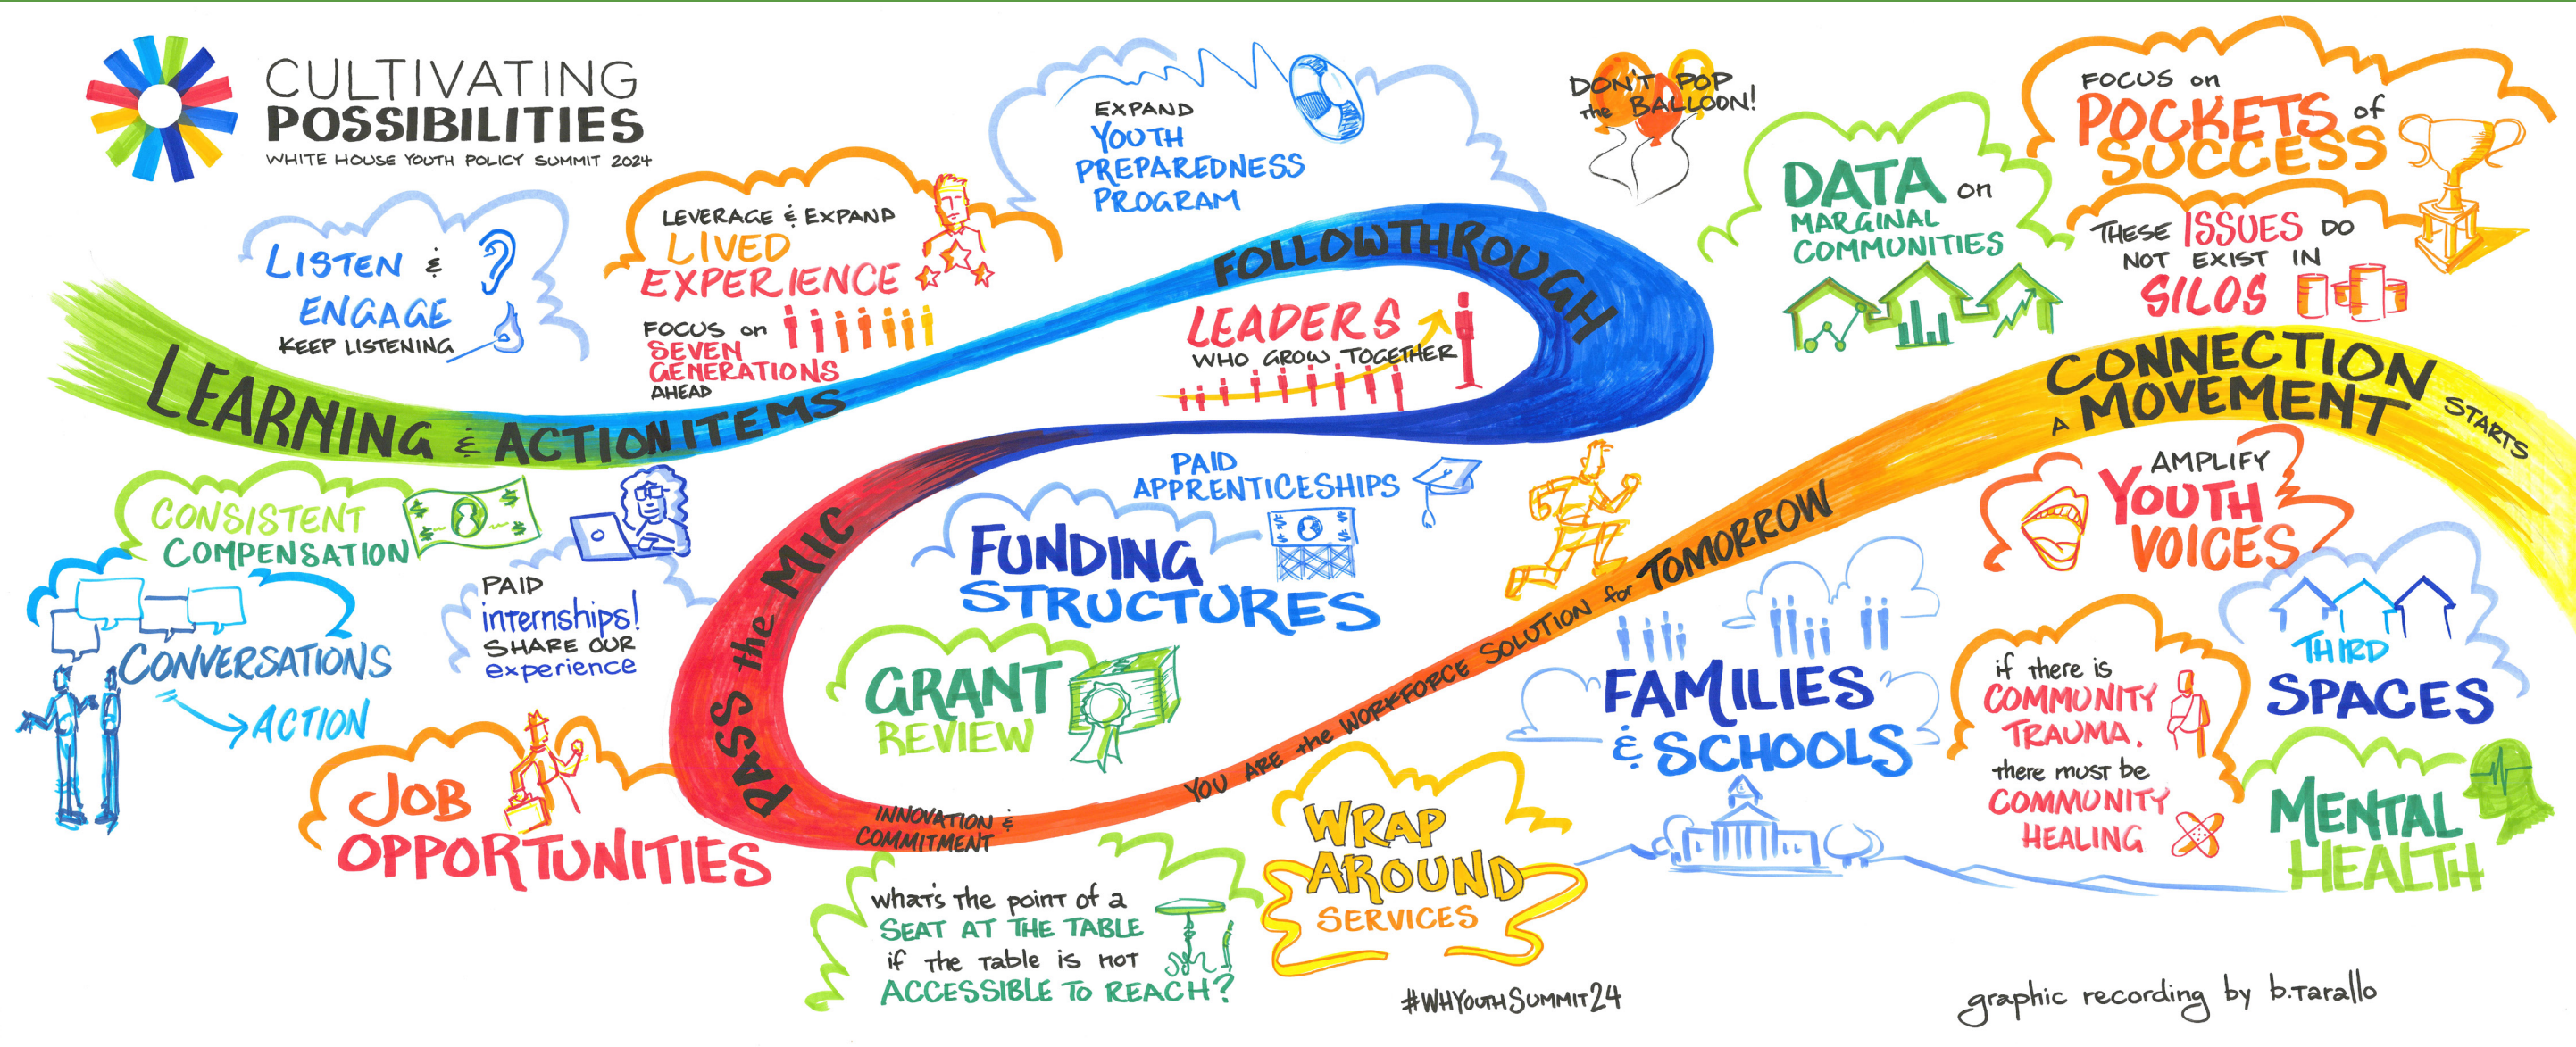 CULTIVATING
POSSIBILITIES
WHITE HOUSE YOUTH POLICY SUMMIT 2024
LISTEN &
ENGAGE
KEEP LISTENING
LEVERAGE & EXPAND
LIVED
EXPERIENCE
FOCUS on
SEVEN
GENERATIONS
AHEAD
EXPAND
YOUTH
PREPAREDNESS
PROGRAM
DON'T POP
the BALLOON!
DATA on
MARGINAL
COMMUNITIES
FOCUS on
POCKETS of
SUCCESS
THESE ISSUES DO
NOT EXIST IN
SILOS
LEARNING & ACTION ITEMS
FOLLOWTHROUGH
LEADERS
WHO GROW TOGETHER
PASS the MIC
INNOVATION &
COMMITMENT
YOU ARE the WORKFORCE SOLUTION for TOMORROW
CONNECTION
A MOVEMENT STARTS
CONSISTENT
COMPENSATION
CONVERSATIONS
ACTION
PAID
internships!
SHARE OUR
experience
JOB
OPPORTUNITIES
PAID
APPRENTICESHIPS
FUNDING
STRUCTURES
GRANT
REVIEW
what's the point of a
SEAT AT THE TABLE
if the table is not
ACCESSIBLE TO REACH?
WRAP
AROUND
SERVICES
FAMILIES
& SCHOOLS
AMPLIFY
YOUTH
VOICES
if there is
COMMUNITY
TRAUMA.
there must be
COMMUNITY
HEALING
THIRD
SPACES
MENTAL
HEALTH
#WHYOUTHSUMMIT24
graphic recording by b.tarallo